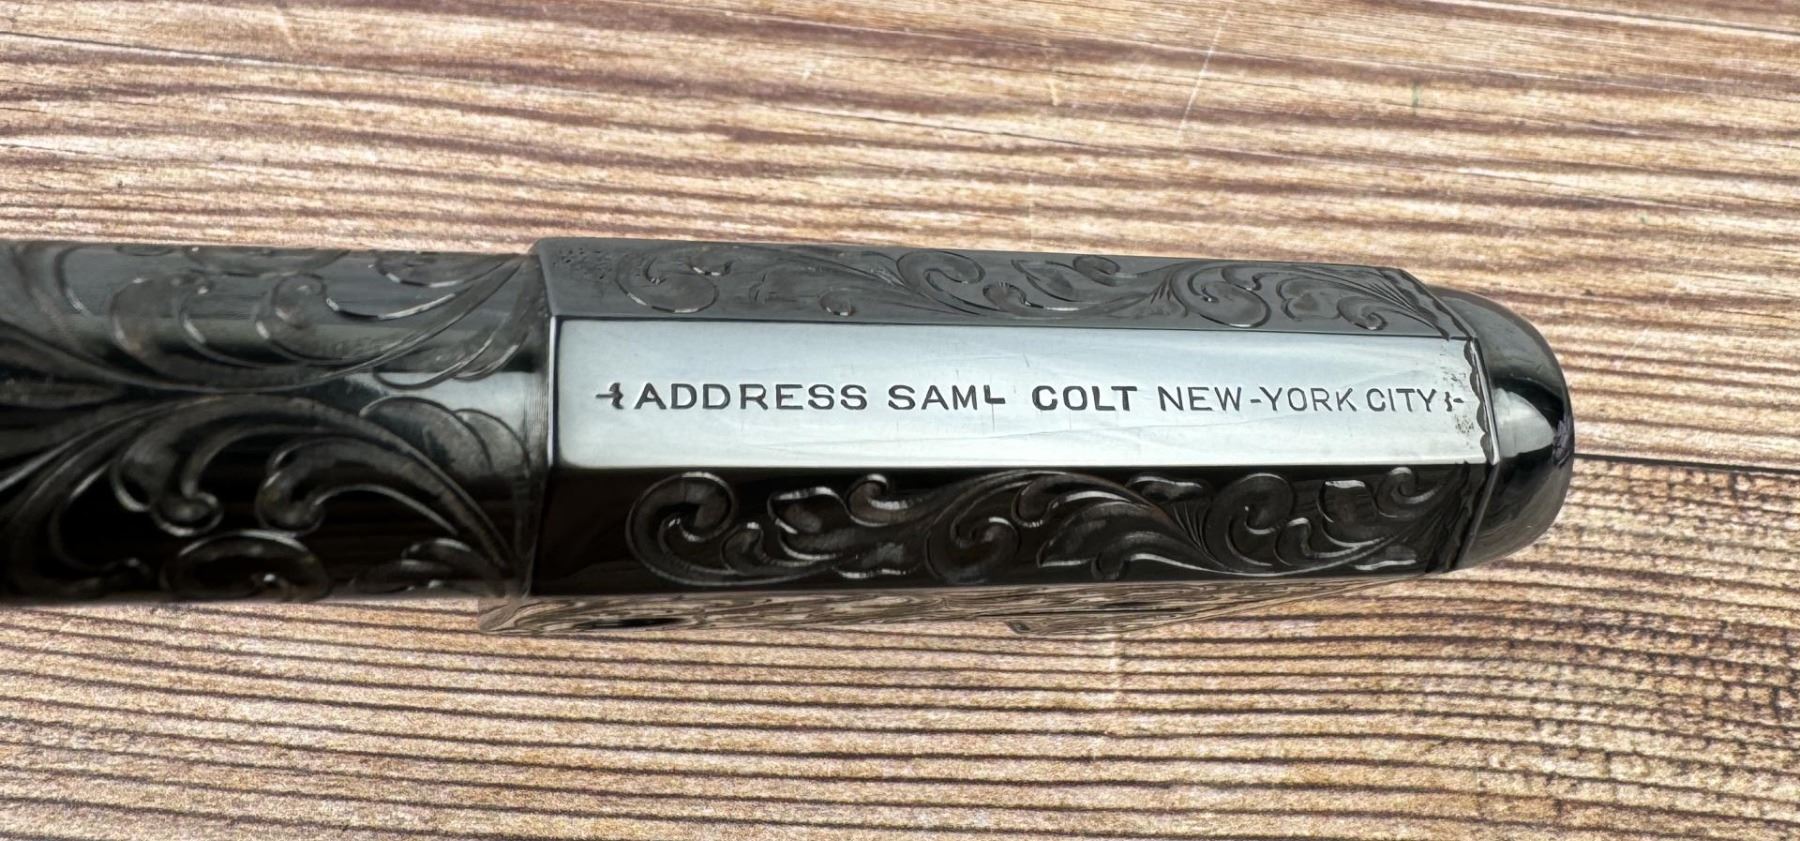 -ADDRESS SAMᴸ COLT NEW-YORK CITY-